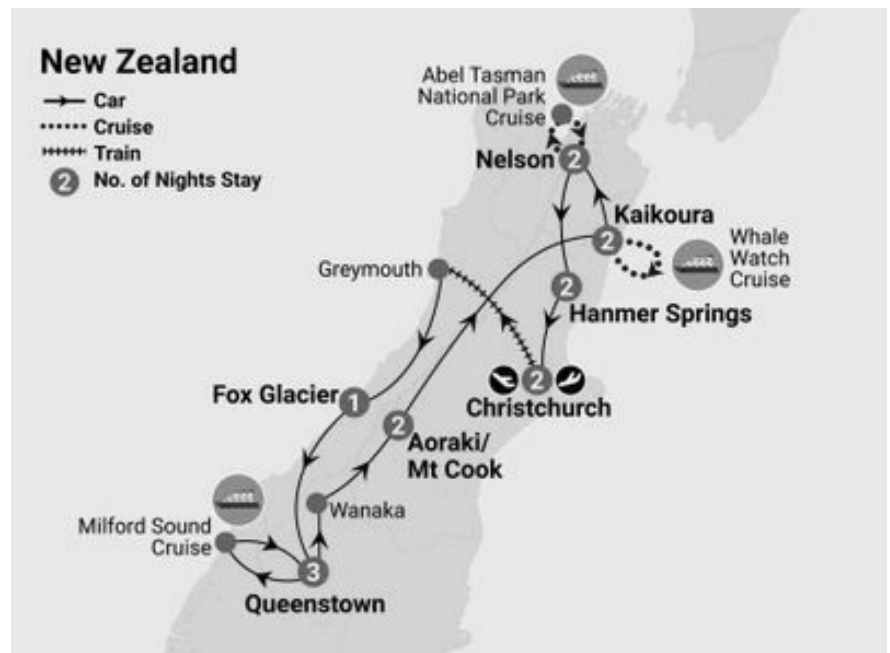 New Zealand
Car
Cruise
Train
2 No. of Nights Stay
Abel Tasman
National Park
Cruise
Nelson 2
Kaikoura
2
Whale
Watch
Cruise
Greymouth
2
Hanmer Springs
2
Christchurch
Fox Glacier 1
2
Aoraki/
Mt Cook
Wanaka
Milford Sound
Cruise
3
Queenstown